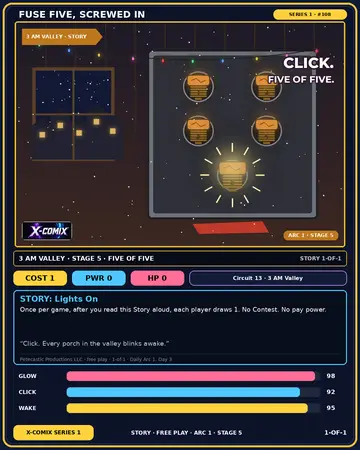 FUSE FIVE, SCREWED IN
SERIES 1 · #108
3 AM VALLEY · STORY
CLICK.
FIVE OF FIVE.
X-COMIX
ARC 1 · STAGE 5
3 AM VALLEY · STAGE 5 · FIVE OF FIVE
STORY 1-OF-1
COST 1
PWR 0
HP 0
Circuit 13 · 3 AM Valley
STORY: Lights On
Once per game, after you read this Story aloud, each player draws 1. No Contest. No pay power.
"Click. Every porch in the valley blinks awake."
Petecastic Productions LLC · free play · 1-of-1 · Daily Arc 1, Day 3
GLOW 98
CLICK 92
WAKE 95
X-COMIX SERIES 1
STORY · FREE PLAY · ARC 1 · STAGE 5
1-OF-1